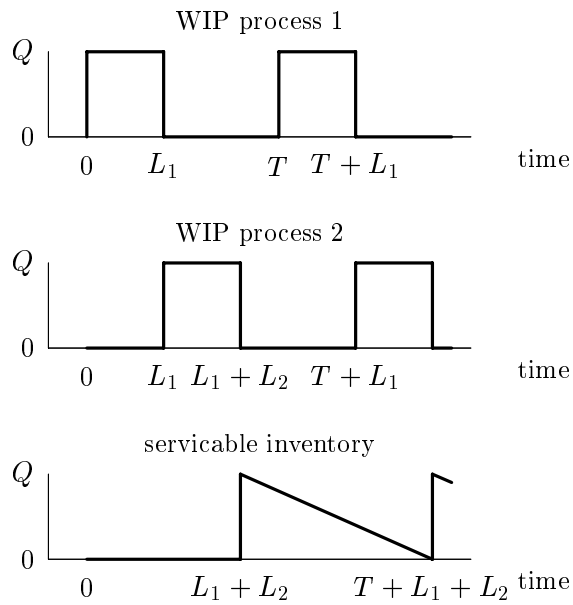 WIP process 1
Q
0
0 L₁ T T + L₁ time
WIP process 2
Q
0
0 L₁ L₁ + L₂ T + L₁ time
servicable inventory
Q
0
0 L₁ + L₂ T + L₁ + L₂ time